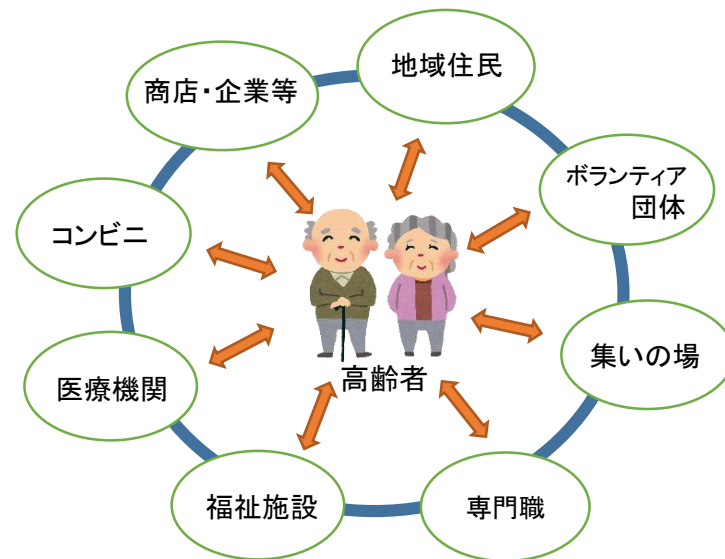 地域住民
商店・企業等
ボランティア
団体
コンビニ
集いの場
医療機関
高齢者
福祉施設
専門職